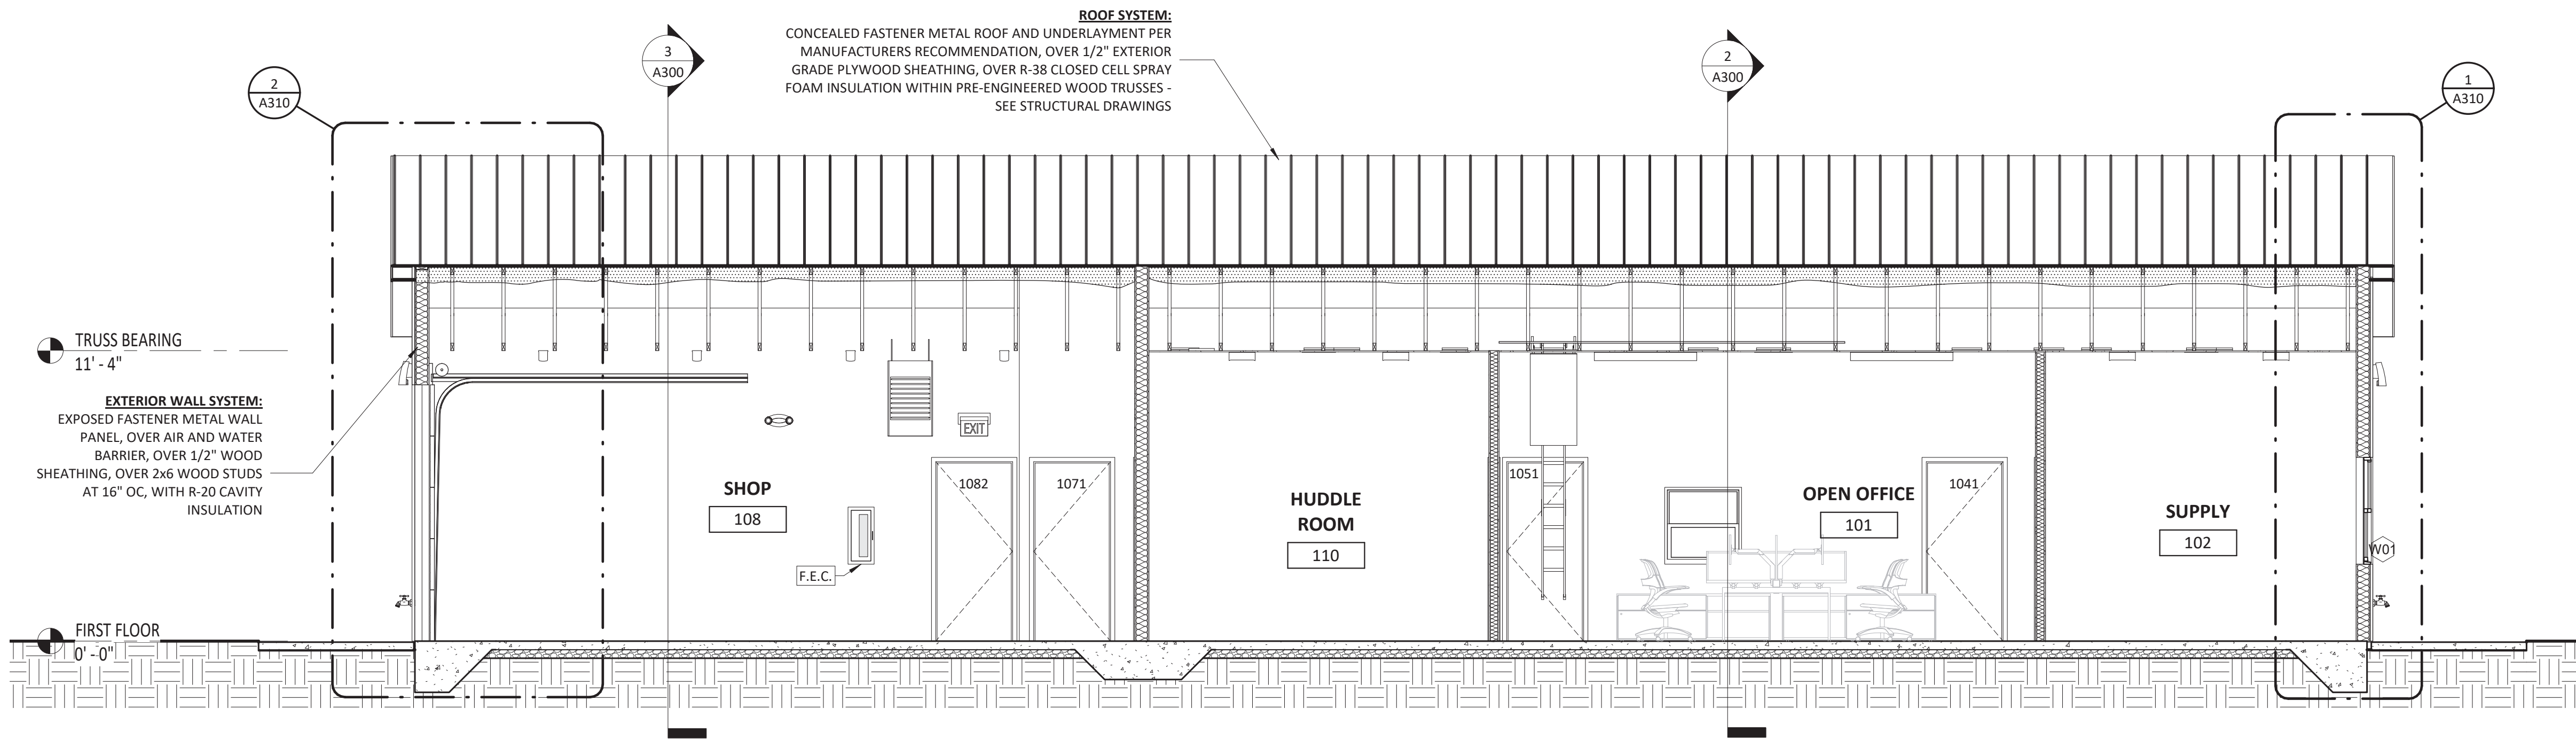 ROOF SYSTEM:
CONCEALED FASTENER METAL ROOF AND UNDERLAYMENT PER
MANUFACTURERS RECOMMENDATION, OVER 1/2" EXTERIOR
GRADE PLYWOOD SHEATHING, OVER R-38 CLOSED CELL SPRAY
FOAM INSULATION WITHIN PRE-ENGINEERED WOOD TRUSSES -
SEE STRUCTURAL DRAWINGS
3
A300
2
A300
2
A310
1
A310
TRUSS BEARING
11' - 4"
EXTERIOR WALL SYSTEM:
EXPOSED FASTENER METAL WALL
PANEL, OVER AIR AND WATER
BARRIER, OVER 1/2" WOOD
SHEATHING, OVER 2x6 WOOD STUDS
AT 16" OC, WITH R-20 CAVITY
INSULATION
EXIT
SHOP
108
F.E.C.
1082
1071
HUDDLE
ROOM
110
1051
OPEN OFFICE
101
1041
SUPPLY
102
W01
FIRST FLOOR
0' - 0"